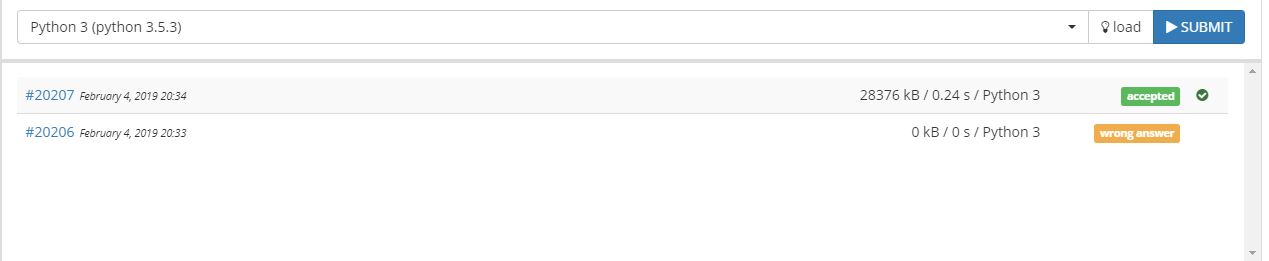 Python 3 (python 3.5.3) load SUBMIT
#20207 February 4, 2019 20:34 28376 kB / 0.24 s / Python 3 accepted
#20206 February 4, 2019 20:33 0 kB / 0 s / Python 3 wrong answer